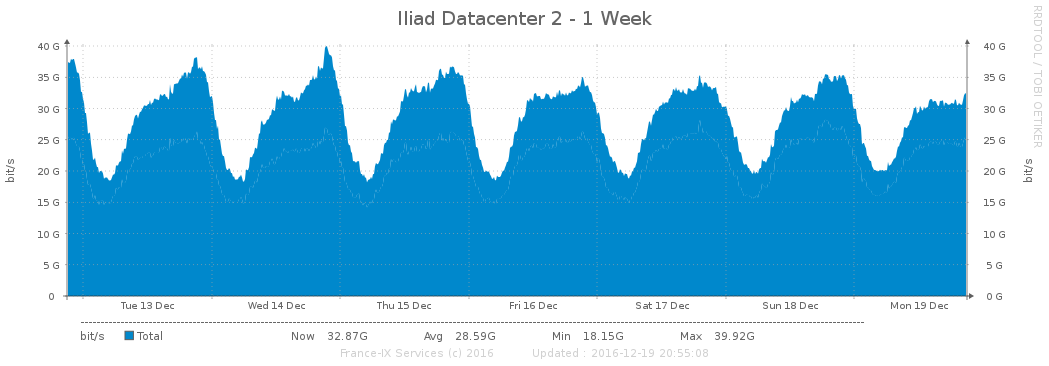 Iliad Datacenter 2 - 1 Week
RRDTOOL / TOBI OETIKER
40 G 40 G
35 G 35 G
30 G 30 G
25 G 25 G
20 G 20 G
15 G 15 G
10 G 10 G
5 G 5 G
0 0 G
bit/s bit/s
Tue 13 Dec Wed 14 Dec Thu 15 Dec Fri 16 Dec Sat 17 Dec Sun 18 Dec Mon 19 Dec
bit/s Total Now 32.87G Avg 28.59G Min 18.15G Max 39.92G
France-IX Services (c) 2016 Updated : 2016-12-19 20:55:08